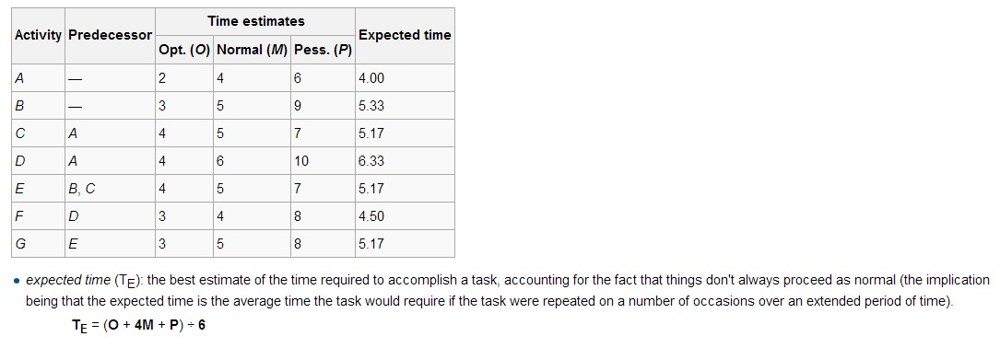 Time estimates
Activity Predecessor Expected time
Opt. (O) Normal (M) Pess. (P)
A — 2 4 6 4.00
B — 3 5 9 5.33
C A 4 5 7 5.17
D A 4 6 10 6.33
E B, C 4 5 7 5.17
F D 3 4 8 4.50
G E 3 5 8 5.17
• expected time (TE): the best estimate of the time required to accomplish a task, accounting for the fact that things don't always proceed as normal (the implication
being that the expected time is the average time the task would require if the task were repeated on a number of occasions over an extended period of time).
TE = (O + 4M + P) ÷ 6